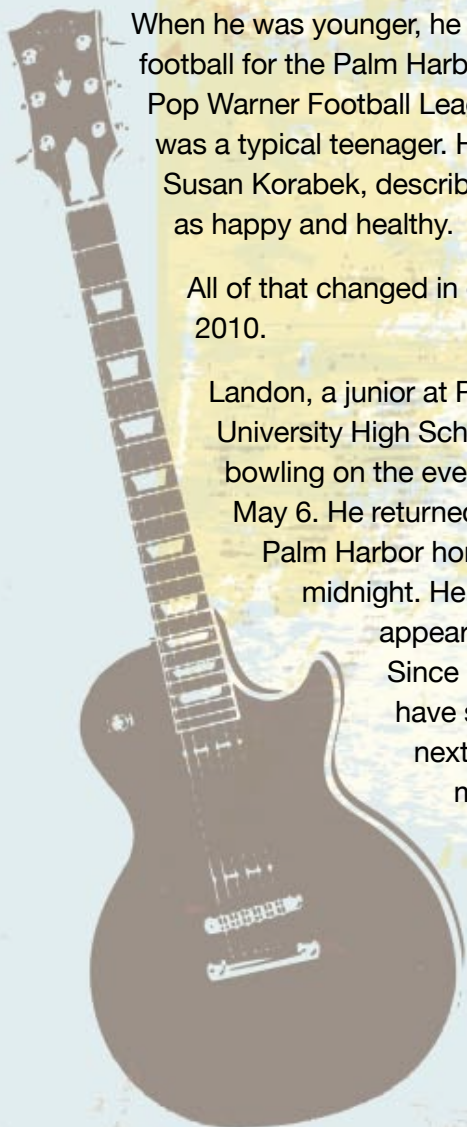 When he was younger, he
football for the Palm Harb
Pop Warner Football Lea
was a typical teenager. H
Susan Korabek, describ
as happy and healthy.
All of that changed in
2010.
Landon, a junior at P
University High Sch
bowling on the eve
May 6. He returned
Palm Harbor hor
midnight. He
appear
Since
have s
next